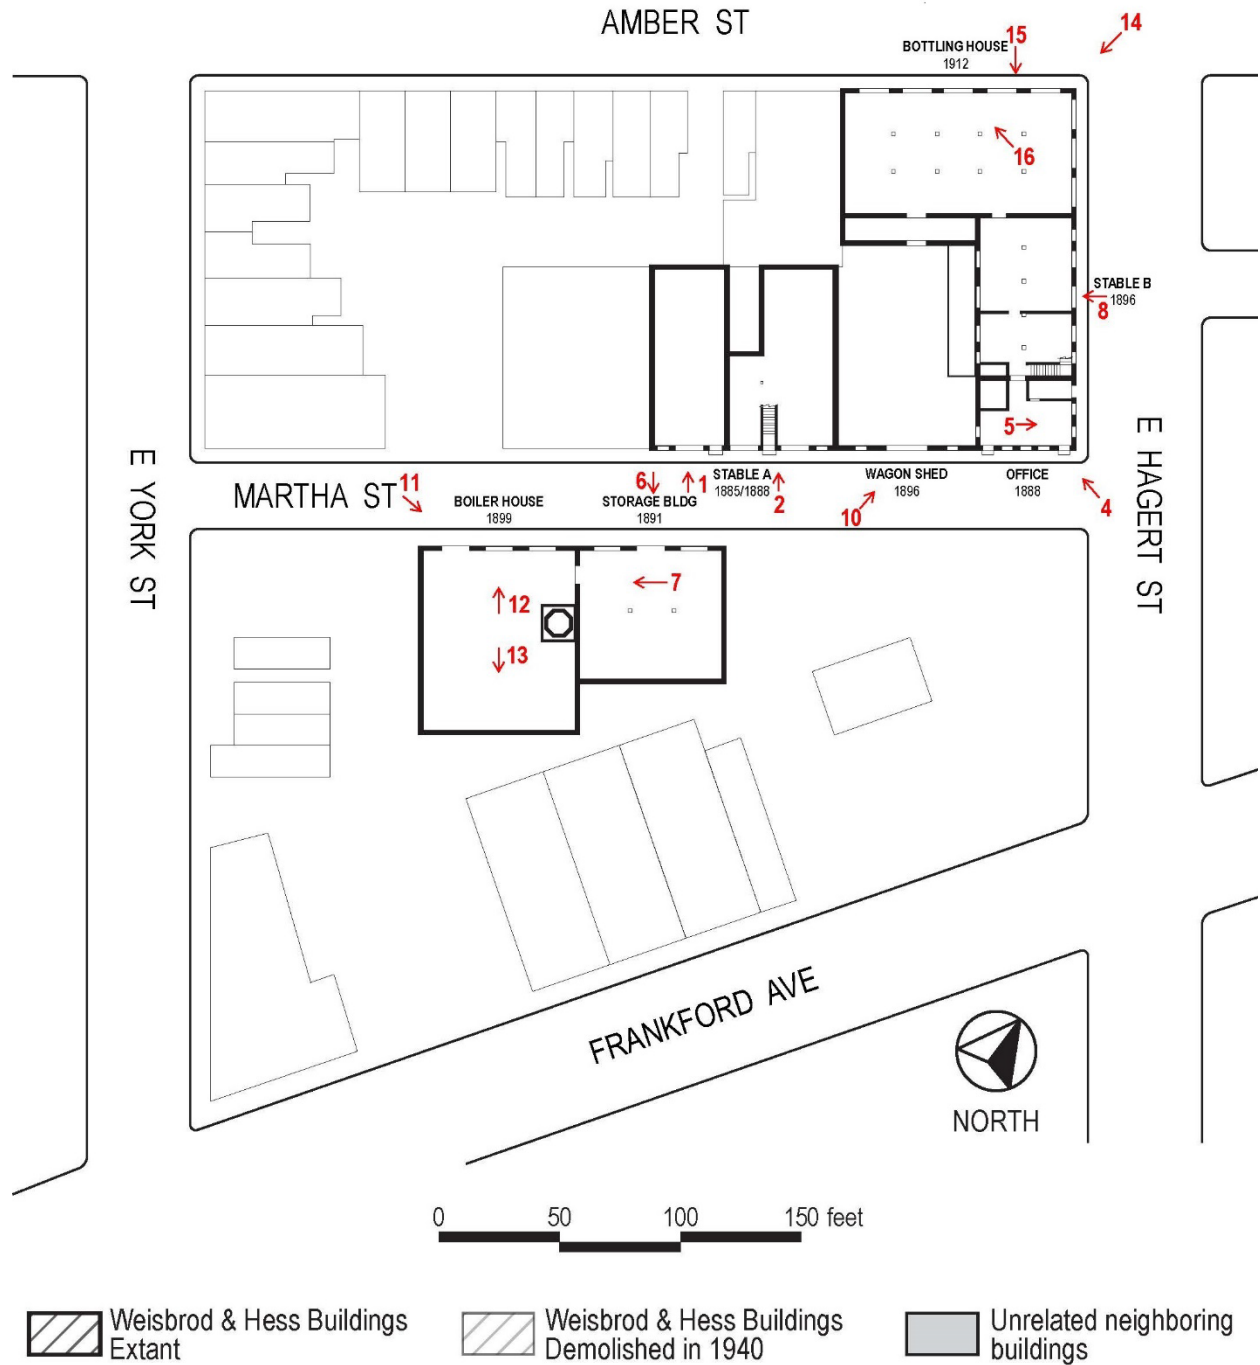 AMBER ST
14
15
BOTTLING HOUSE
1912
16
STABLE B
1896
8
5
E YORK ST
E HAGERT ST
MARTHA ST
11
6
1
STABLE A
1885/1888
2
WAGON SHED
1896
10
OFFICE
1888
4
BOILER HOUSE
1899
STORAGE BLDG
1891
7
12
13
FRANKFORD AVE
NORTH
0 50 100 150 feet
Weisbrod & Hess Buildings
Extant
Weisbrod & Hess Buildings
Demolished in 1940
Unrelated neighboring
buildings